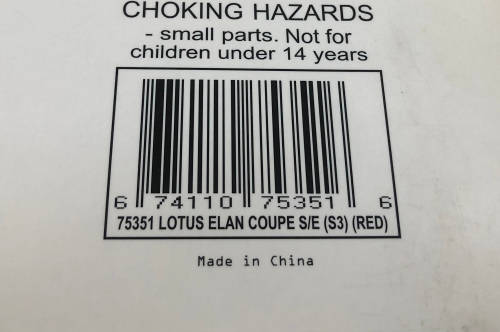 CHOKING HAZARDS
- small parts. Not for
children under 14 years
6 74110 75351 6
75351 LOTUS ELAN COUPE S/E (S3) (RED)
Made in China